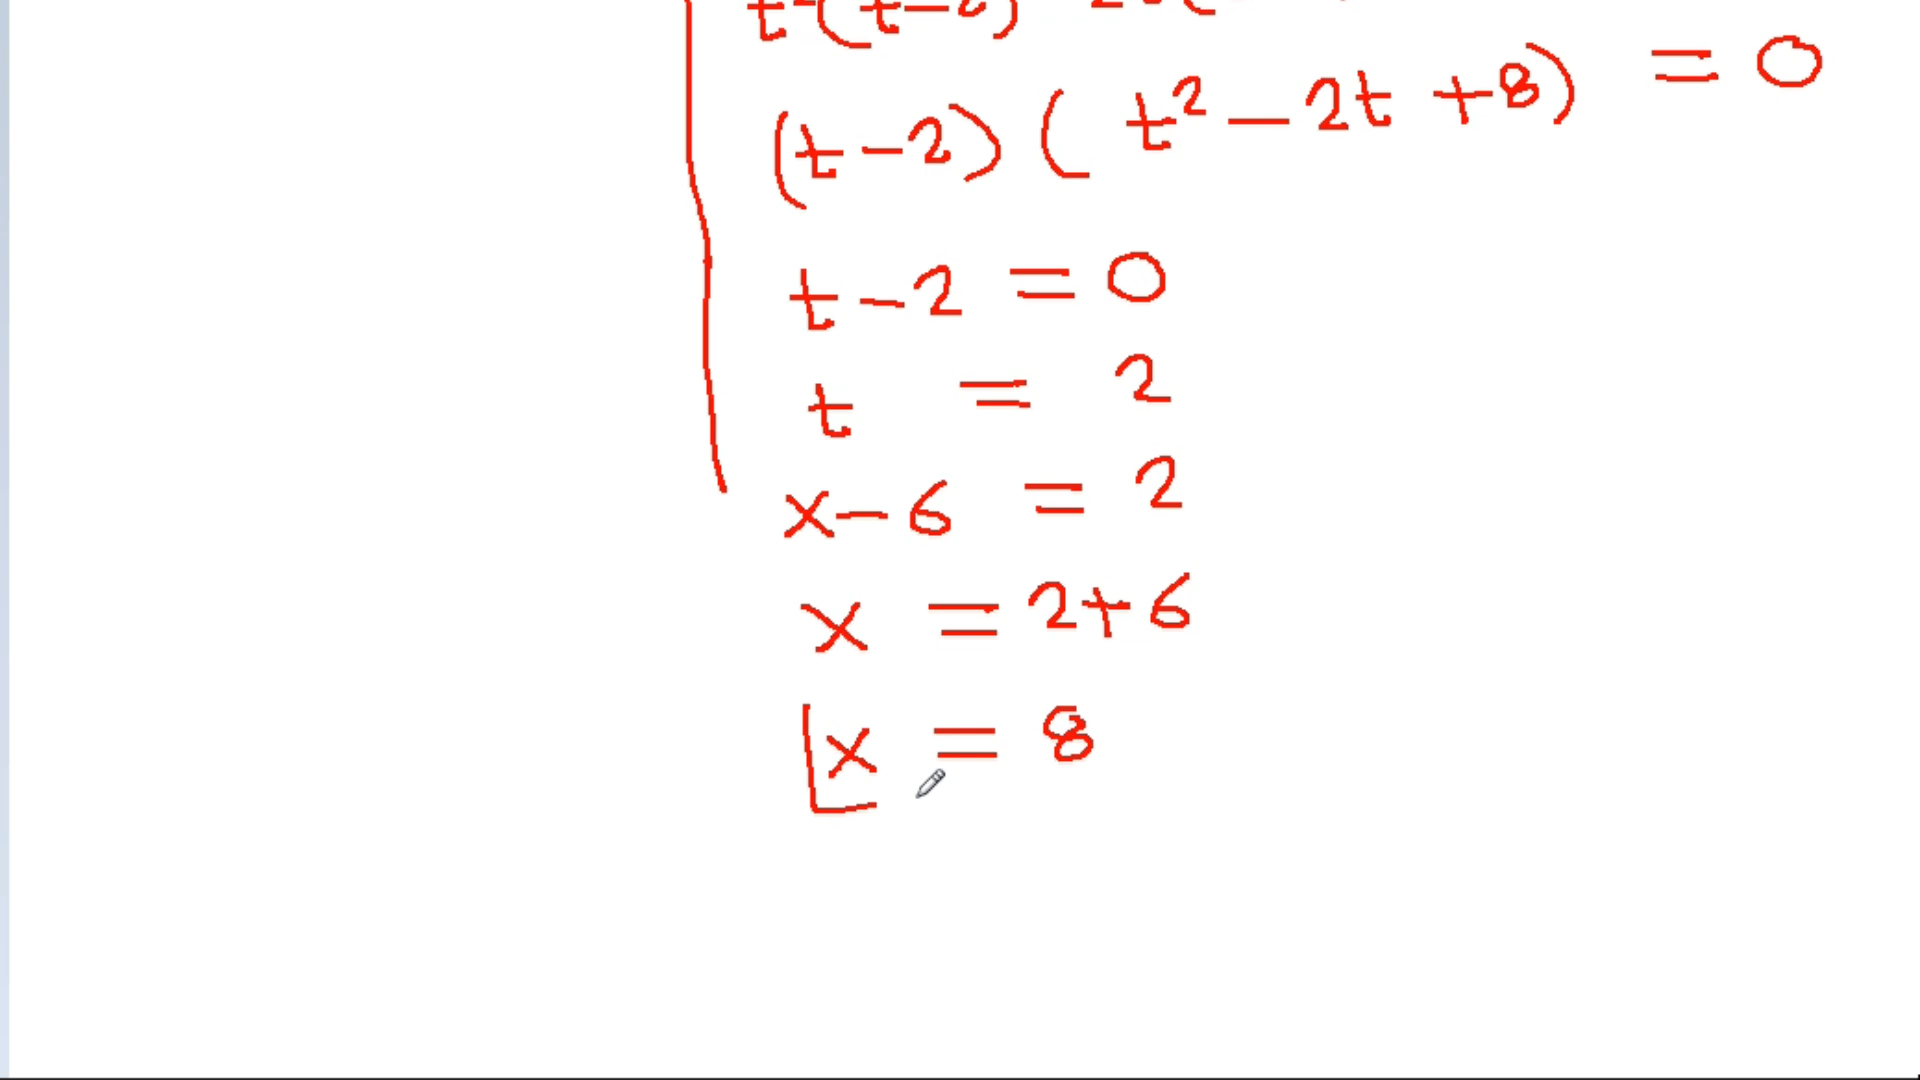 (t-2)(t²-2t+8) = 0
t-2 = 0
t = 2
x-6 = 2
x = 2+6
x = 8